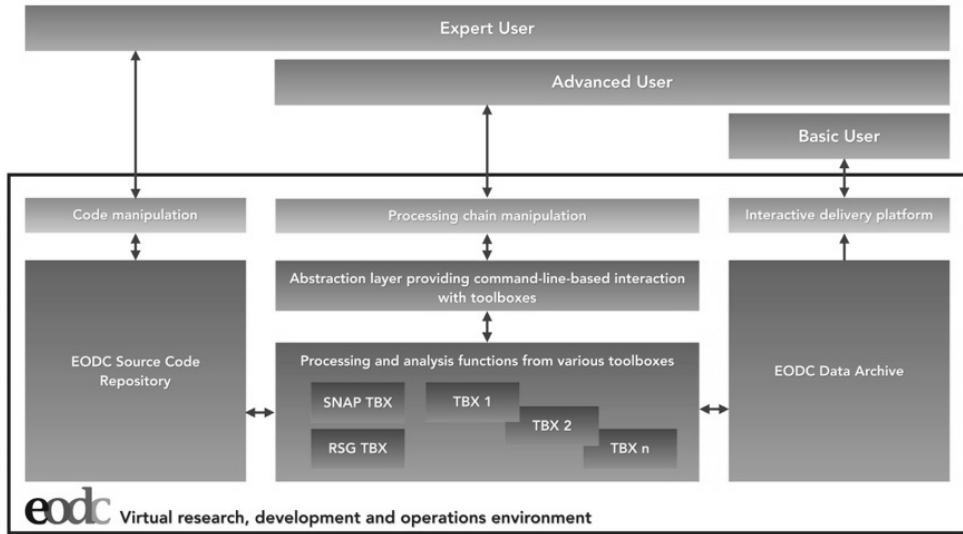 Expert User
Advanced User
Basic User
Code manipulation
Processing chain manipulation
Interactive delivery platform
Abstraction layer providing command-line-based interaction
with toolboxes
EODC Source Code
Repository
Processing and analysis functions from various toolboxes
SNAP TBX
TBX 1
TBX 2
RSG TBX
TBX n
EODC Data Archive
eodc Virtual research, development and operations environment